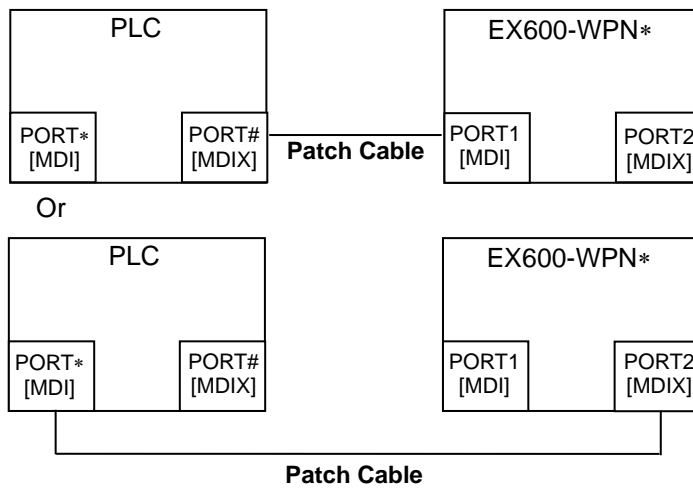 PLC
EX600-WPN*
PORT*
[MDI]
PORT#
[MDIX]
Patch Cable
PORT1
[MDI]
PORT2
[MDIX]
Or
PLC
EX600-WPN*
PORT*
[MDI]
PORT#
[MDIX]
PORT1
[MDI]
PORT2
[MDIX]
Patch Cable